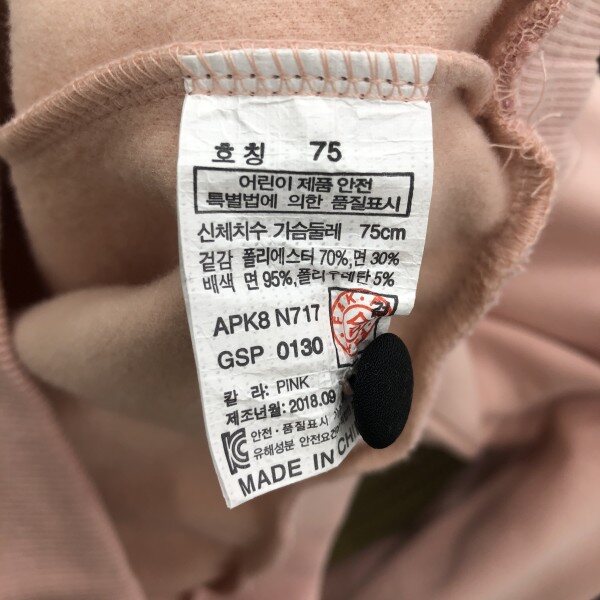 호칭 75
어린이 제품 안전
특별법에 의한 품질표시
신체치수 가슴둘레 75cm
겉감 폴리에스터 70%,면 30%
배색 면 95%,폴리우레탄 5%
APK8 N717
GSP 0130
칼 라: PINK
제조년월: 2018.09
안전·품질표시
유해성분 안전요건
MADE IN CHI